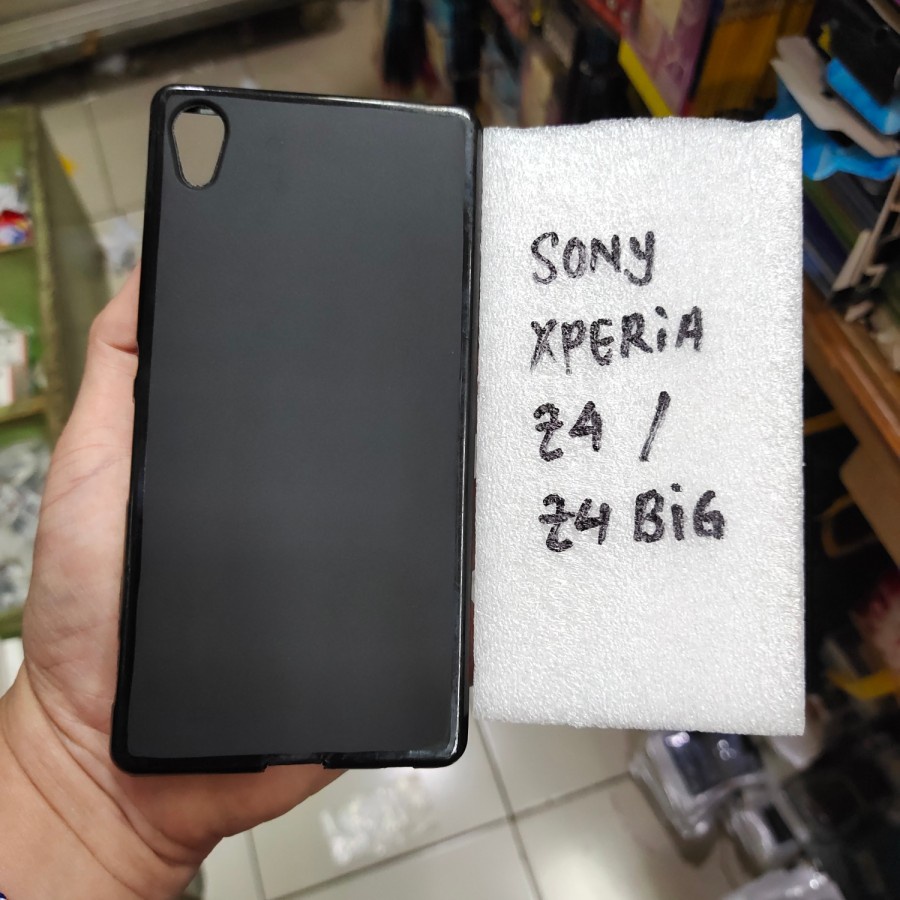 SONY
XPERiA
Z4 /
Z4 BiG